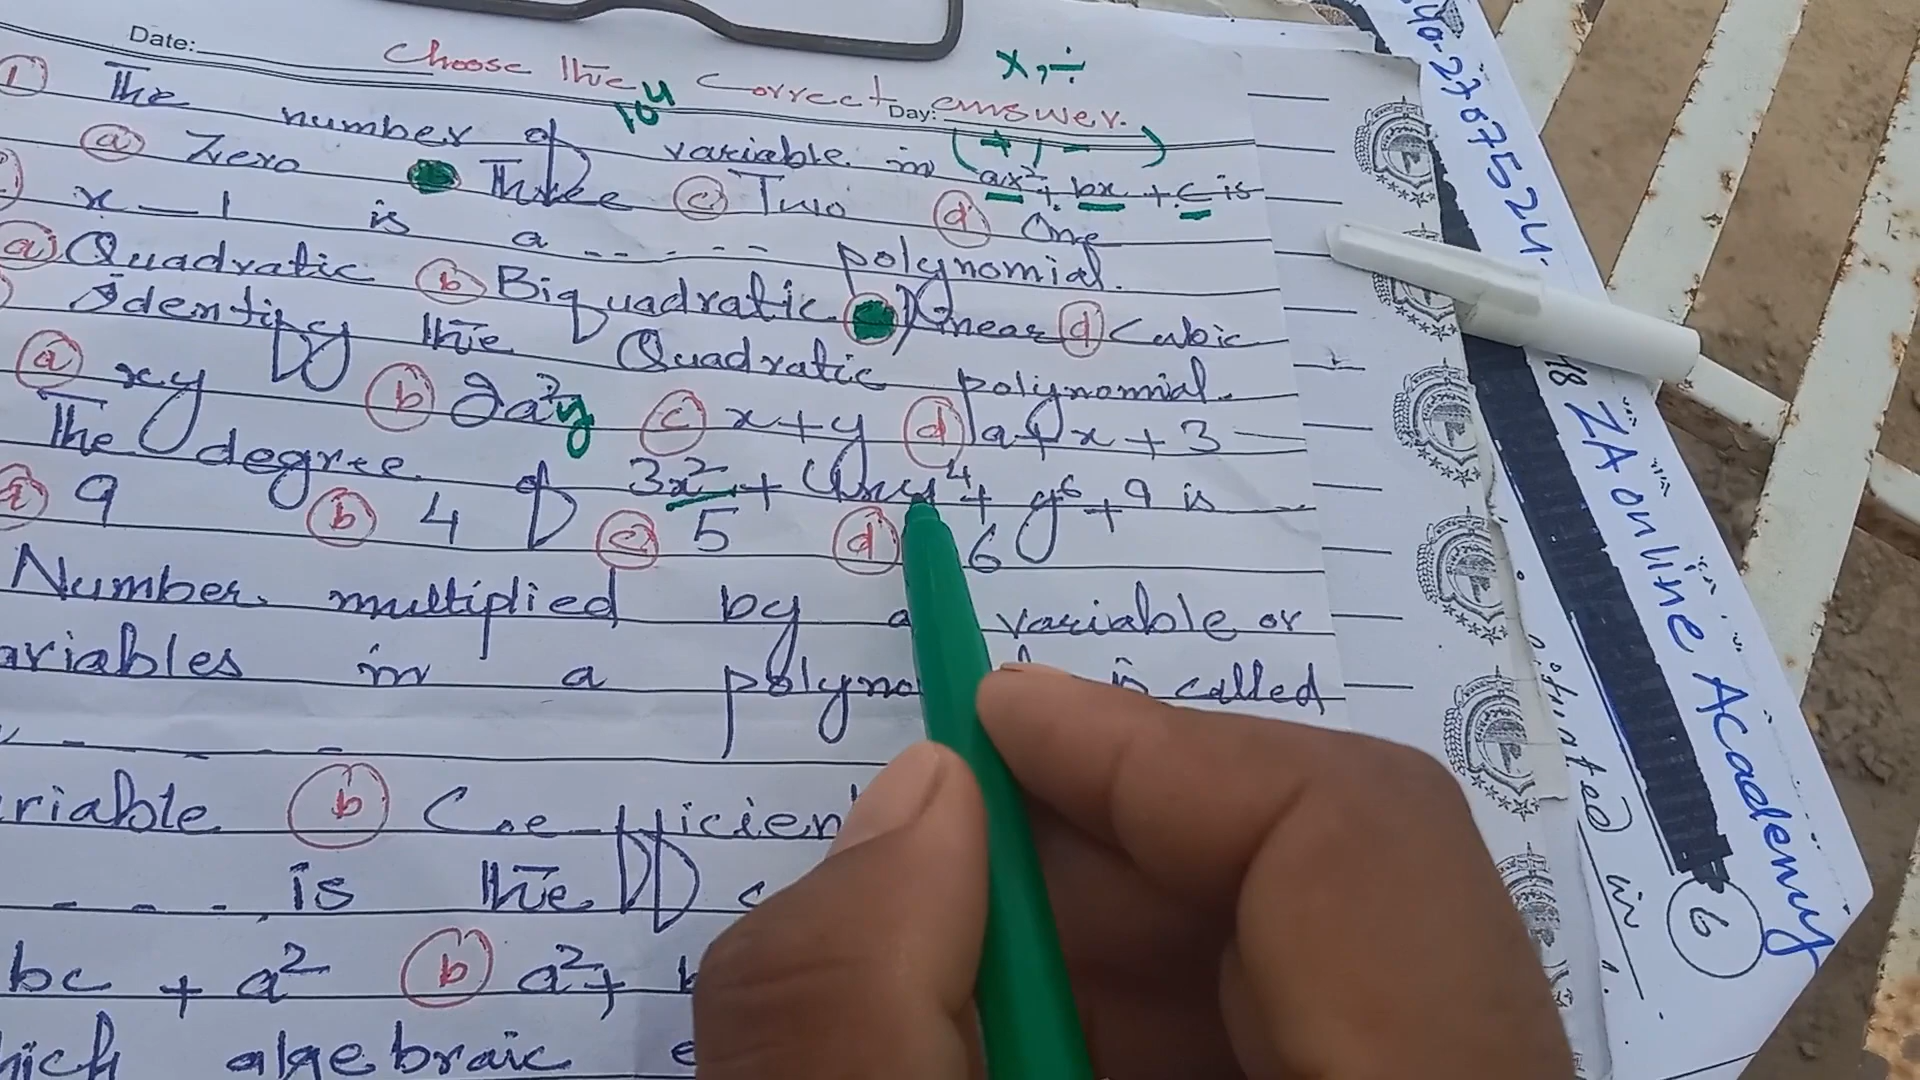 Date:
Choose the Correct answer.
Day:
x, ÷
104
(+, -)
① The number of variable in ax²+bx+c is
ⓐ Zero Three ⓒ Two ⓓ One
x-1 is a ----- polynomial.
ⓐ Quadratic ⓑ Biquadratic Linear ⓓ Cubic
Identify the Quadratic polynomial.
ⓐ xy ⓑ 2a²y ⓒ x+y ⓓ a+x+3
The degree of 3x² + 4xy⁴ + y⁶ + 9 is
ⓐ 9 ⓑ 4 ⓒ 5 ⓓ 6
Number multiplied by a variable or
ariables in a polyno is called
riable ⓑ Coefficien
---- is the c
bc + a² ⓑ a²+ b
hich algebraic e
ZA online Academy
6